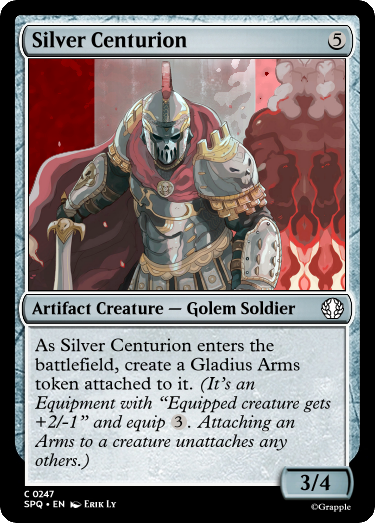 Silver Centurion 5
Artifact Creature — Golem Soldier
As Silver Centurion enters the
battlefield, create a Gladius Arms
token attached to it. (It's an
Equipment with “Equipped creature gets
+2/-1” and equip 3. Attaching an
Arms to a creature unattaches any
others.)
3/4
C 0247
SPQ • EN Erik Ly
©Grapple